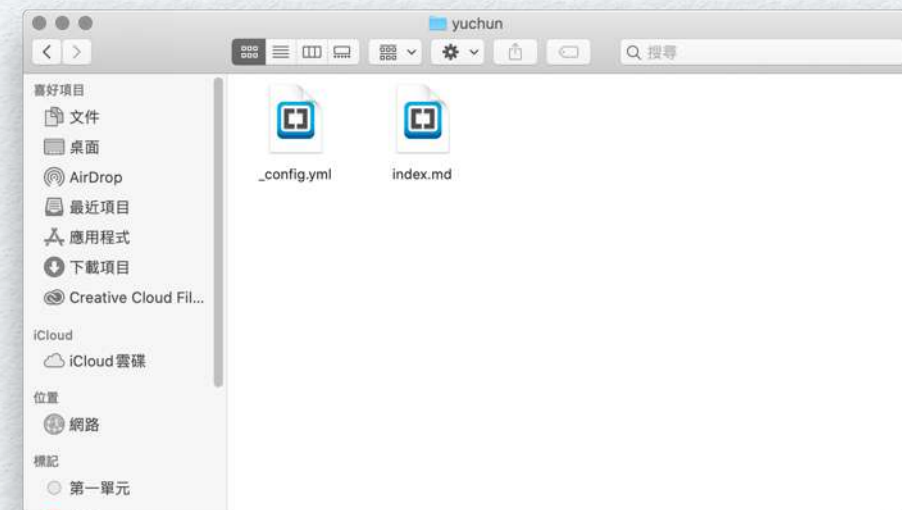 yuchun
搜尋
喜好項目
文件
桌面
AirDrop
最近項目
應用程式
下載項目
Creative Cloud Fil...
iCloud
iCloud雲碟
位置
網路
標記
第一單元
_config.yml
index.md